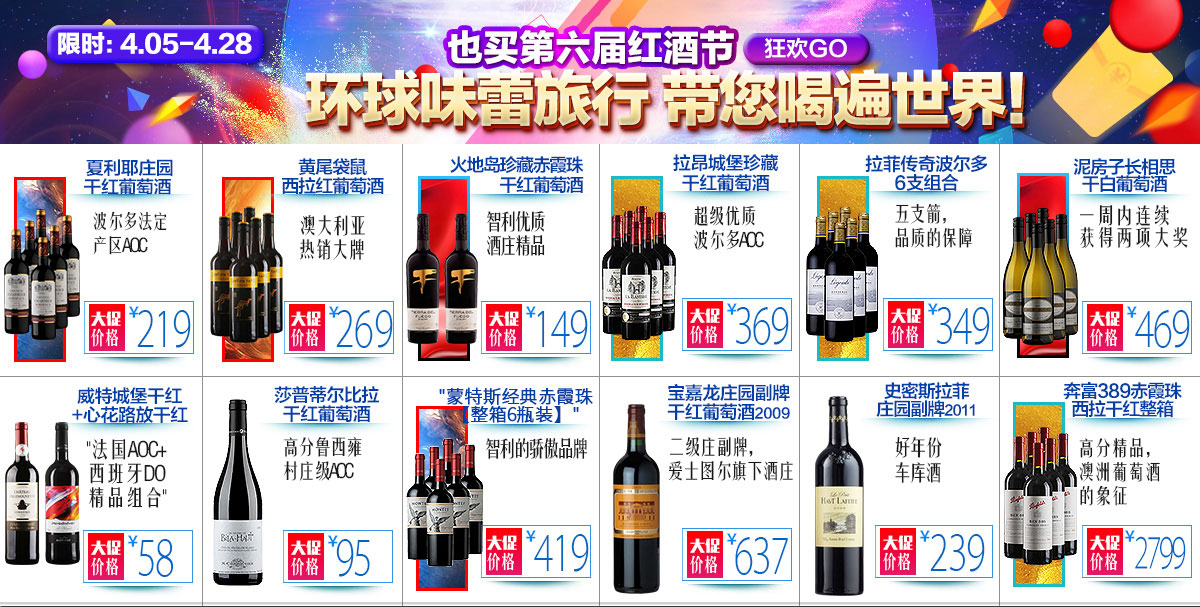 限时: 4.05-4.28
也买第六届红酒节 狂欢GO
环球味蕾旅行 带您喝遍世界!
夏利耶庄园
干红葡萄酒
波尔多法定
产区AOC
大促
价格
¥219
黄尾袋鼠
西拉红葡萄酒
澳大利亚
热销大牌
大促
价格
¥269
火地岛珍藏赤霞珠
干红葡萄酒
智利优质
酒庄精品
大促
价格
¥149
拉昂城堡珍藏
干红葡萄酒
超级优质
波尔多AOC
大促
价格
¥369
拉菲传奇波尔多
6支组合
五支箭,
品质的保障
大促
价格
¥349
泥房子长相思
干白葡萄酒
一周内连续
获得两项大奖
大促
价格
¥469
威特城堡干红
+心花路放干红
"法国AOC+
西班牙DO
精品组合"
大促
价格
¥58
莎普蒂尔比拉
干红葡萄酒
高分鲁西雍
村庄级AOC
大促
价格
¥95
"蒙特斯经典赤霞珠
【整箱6瓶装】"
智利的骄傲品牌
MONTES
大促
价格
¥419
宝嘉龙庄园副牌
干红葡萄酒2009
二级庄副牌,
爱士图尔旗下酒庄
大促
价格
¥637
史密斯拉菲
庄园副牌2011
好年份
车库酒
Le Petit
HAUT LAFITTE
大促
价格
¥239
奔富389赤霞珠
西拉干红整箱
高分精品,
澳洲葡萄酒
的象征
Penfolds
大促
价格
¥2799